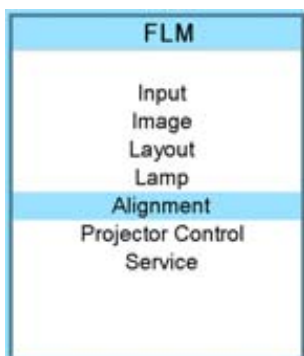 FLM
Input
Image
Layout
Lamp
Alignment
Projector Control
Service